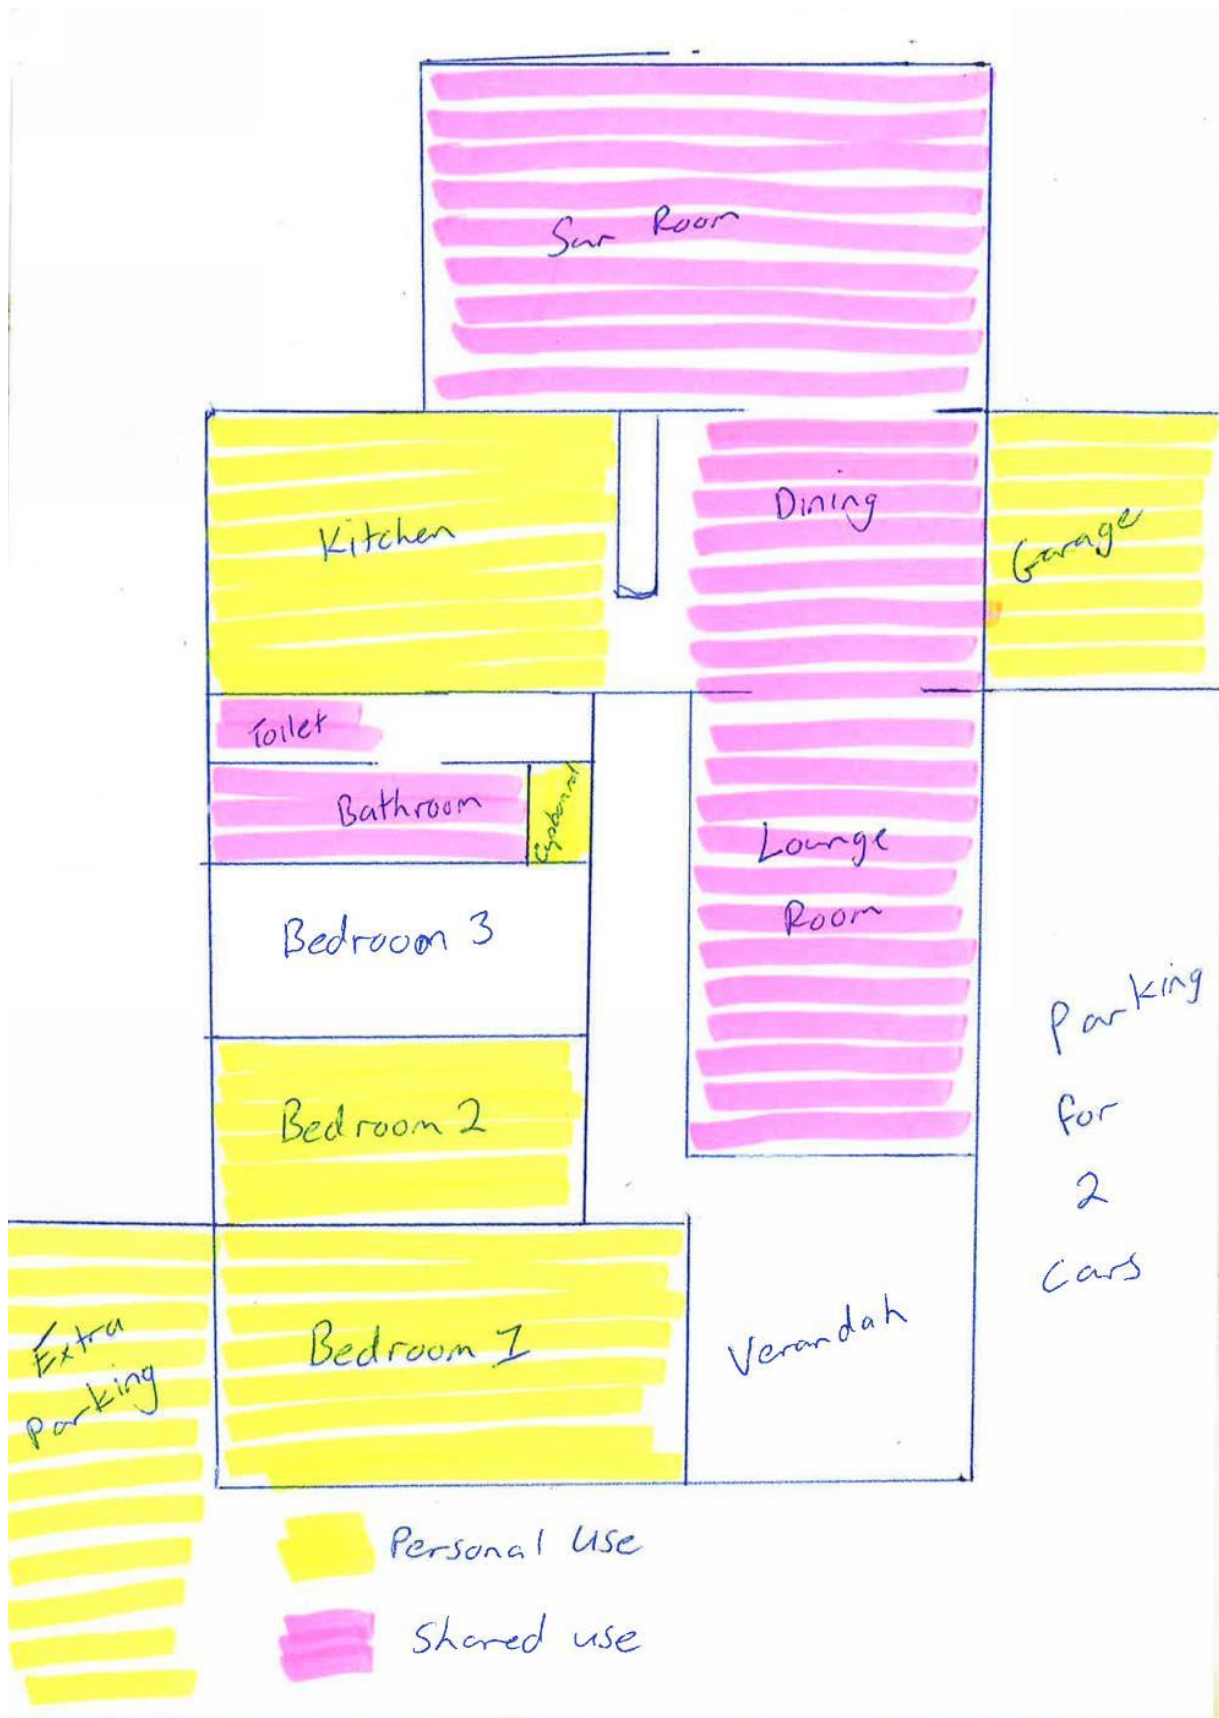 Sun Room
Kitchen
Dining
Garage
Toilet
Bathroom
Cupboard
Lounge
Room
Bedroom 3
Parking
for
2
cars
Bedroom 2
Extra
Parking
Bedroom 1
Verandah
Personal Use
Shared use